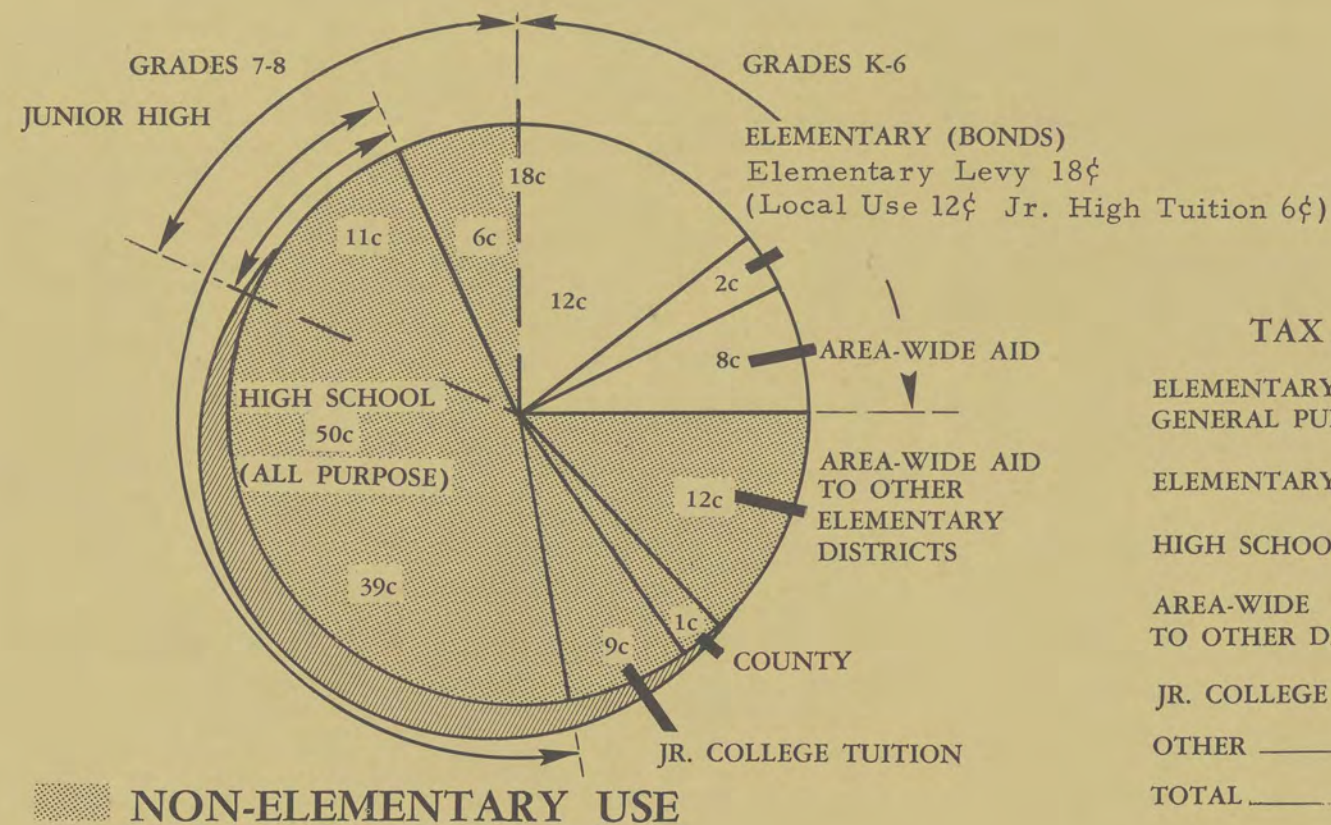 GRADES 7-8
GRADES K-6
JUNIOR HIGH
ELEMENTARY (BONDS)
Elementary Levy 18¢
(Local Use 12¢ Jr. High Tuition 6¢)
18c
11c
6c
12c
2c
8c
AREA-WIDE AID
HIGH SCHOOL
50c
(ALL PURPOSE)
AREA-WIDE AID
TO OTHER
ELEMENTARY
DISTRICTS
12c
39c
1c
9c
COUNTY
JR. COLLEGE TUITION
NON-ELEMENTARY USE
TAX
ELEMENTARY
GENERAL
ELEMENTARY
HIGH
AREA-WIDE
TO OTHER
JR. COLLEGE
OTHER
TOTAL